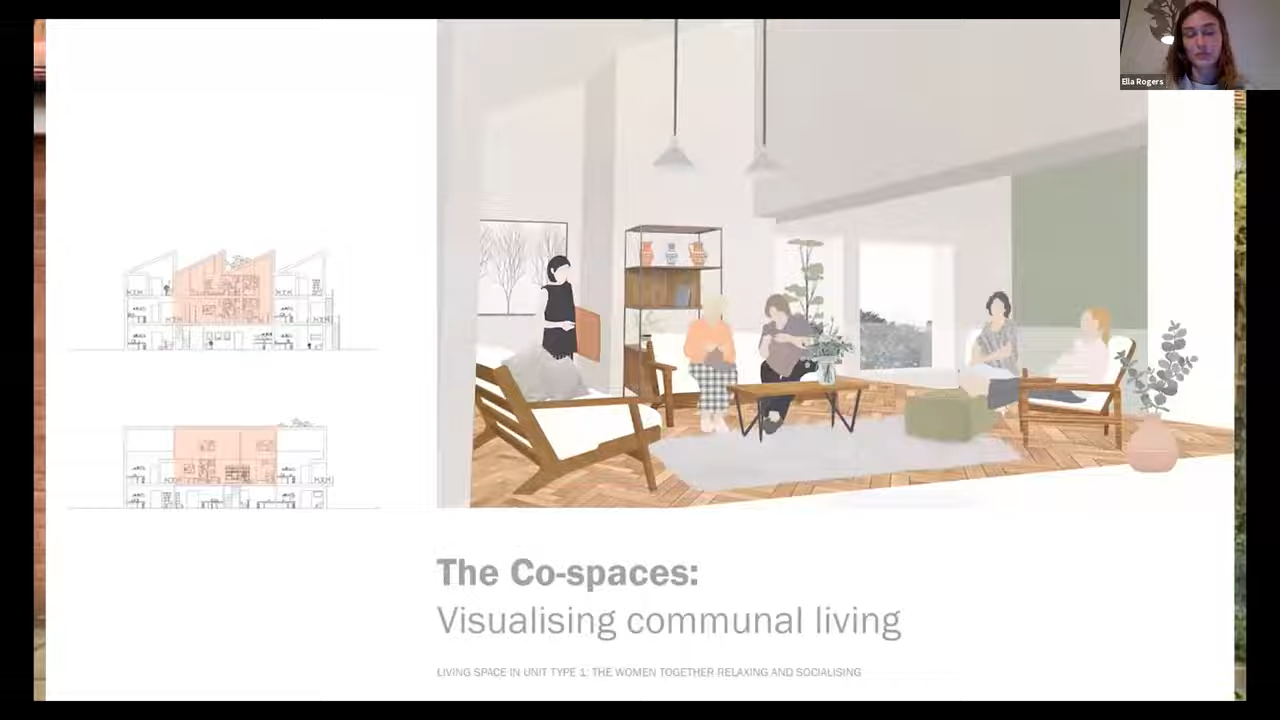 Ella Rogers
The Co-spaces:
Visualising communal living
LIVING SPACE IN UNIT TYPE 1: THE WOMEN TOGETHER RELAXING AND SOCIALISING